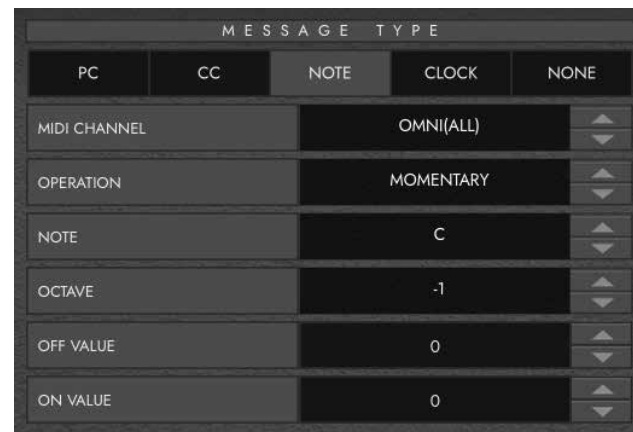 MESSAGE TYPE
PC CC NOTE CLOCK NONE
MIDI CHANNEL OMNI(ALL)
OPERATION MOMENTARY
NOTE C
OCTAVE -1
OFF VALUE 0
ON VALUE 0